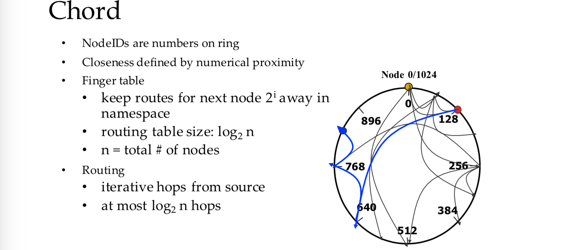 Chord
• NodeIDs are numbers on ring
• Closeness defined by numerical proximity
• Finger table
• keep routes for next node 2ⁱ away in
namespace
• routing table size: log₂ n
• n = total # of nodes
• Routing
• iterative hops from source
• at most log₂ n hops
Node 0/1024
0
128
256
384
512
640
768
896